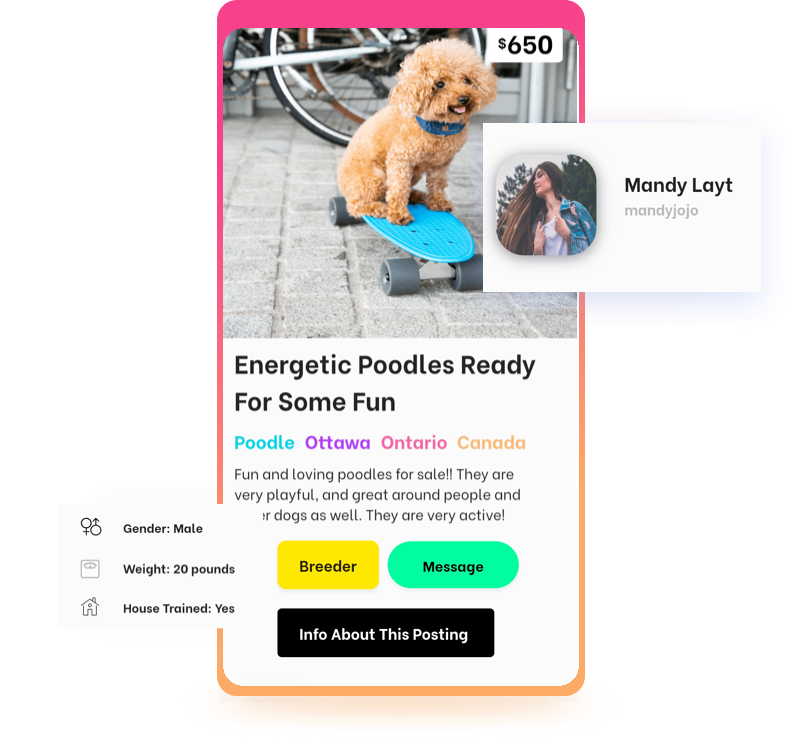 $650
Mandy Layt
mandyjojo
Energetic Poodles Ready
For Some Fun
Poodle Ottawa Ontario Canada
Fun and loving poodles for sale!! They are
very playful, and great around people and
er dogs as well. They are very active!
Gender: Male
Weight: 20 pounds
House Trained: Yes
Breeder
Message
Info About This Posting